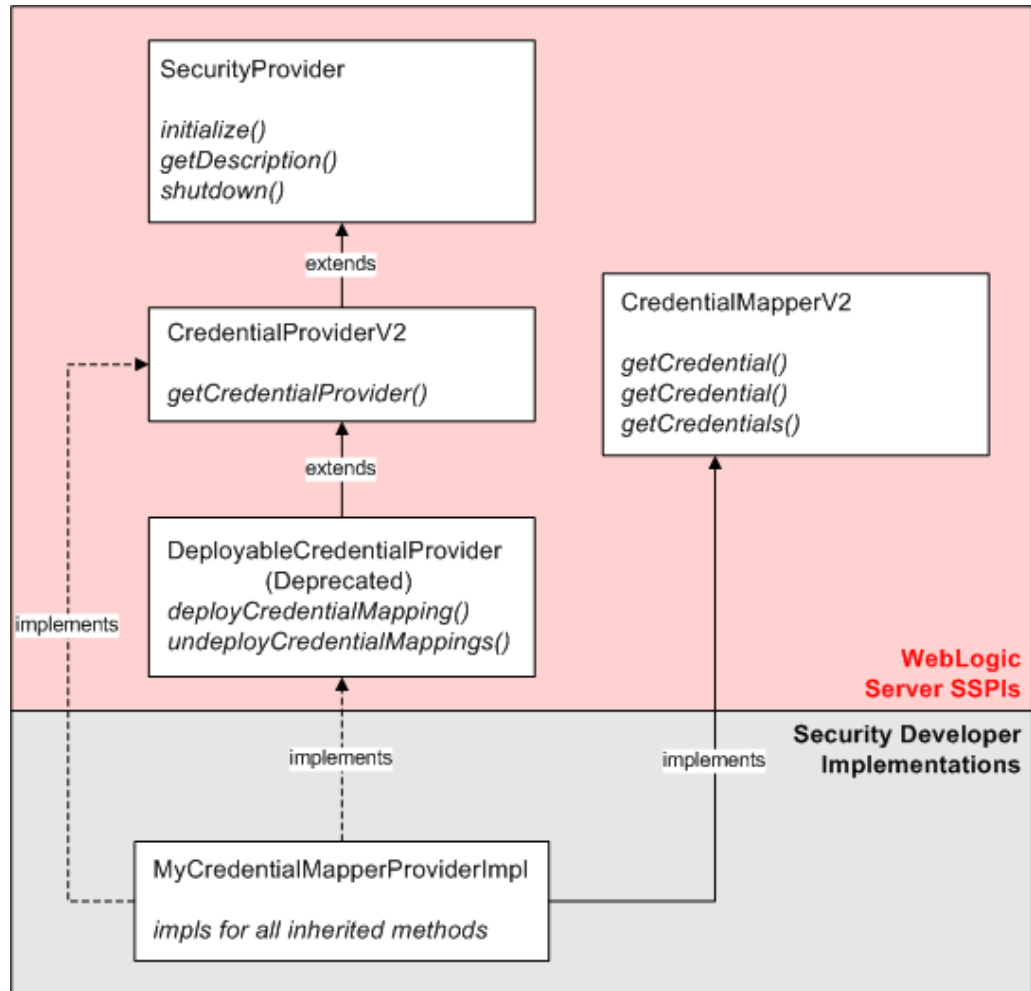 SecurityProvider
initialize()
getDescription()
shutdown()
extends
CredentialProviderV2
getCredentialProvider()
CredentialMapperV2
getCredential()
getCredential()
getCredentials()
extends
DeployableCredentialProvider
(Deprecated)
deployCredentialMapping()
undeployCredentialMappings()
implements
WebLogic
Server SSPIs
Security Developer
Implementations
implements
implements
MyCredentialMapperProviderImpl
impls for all inherited methods